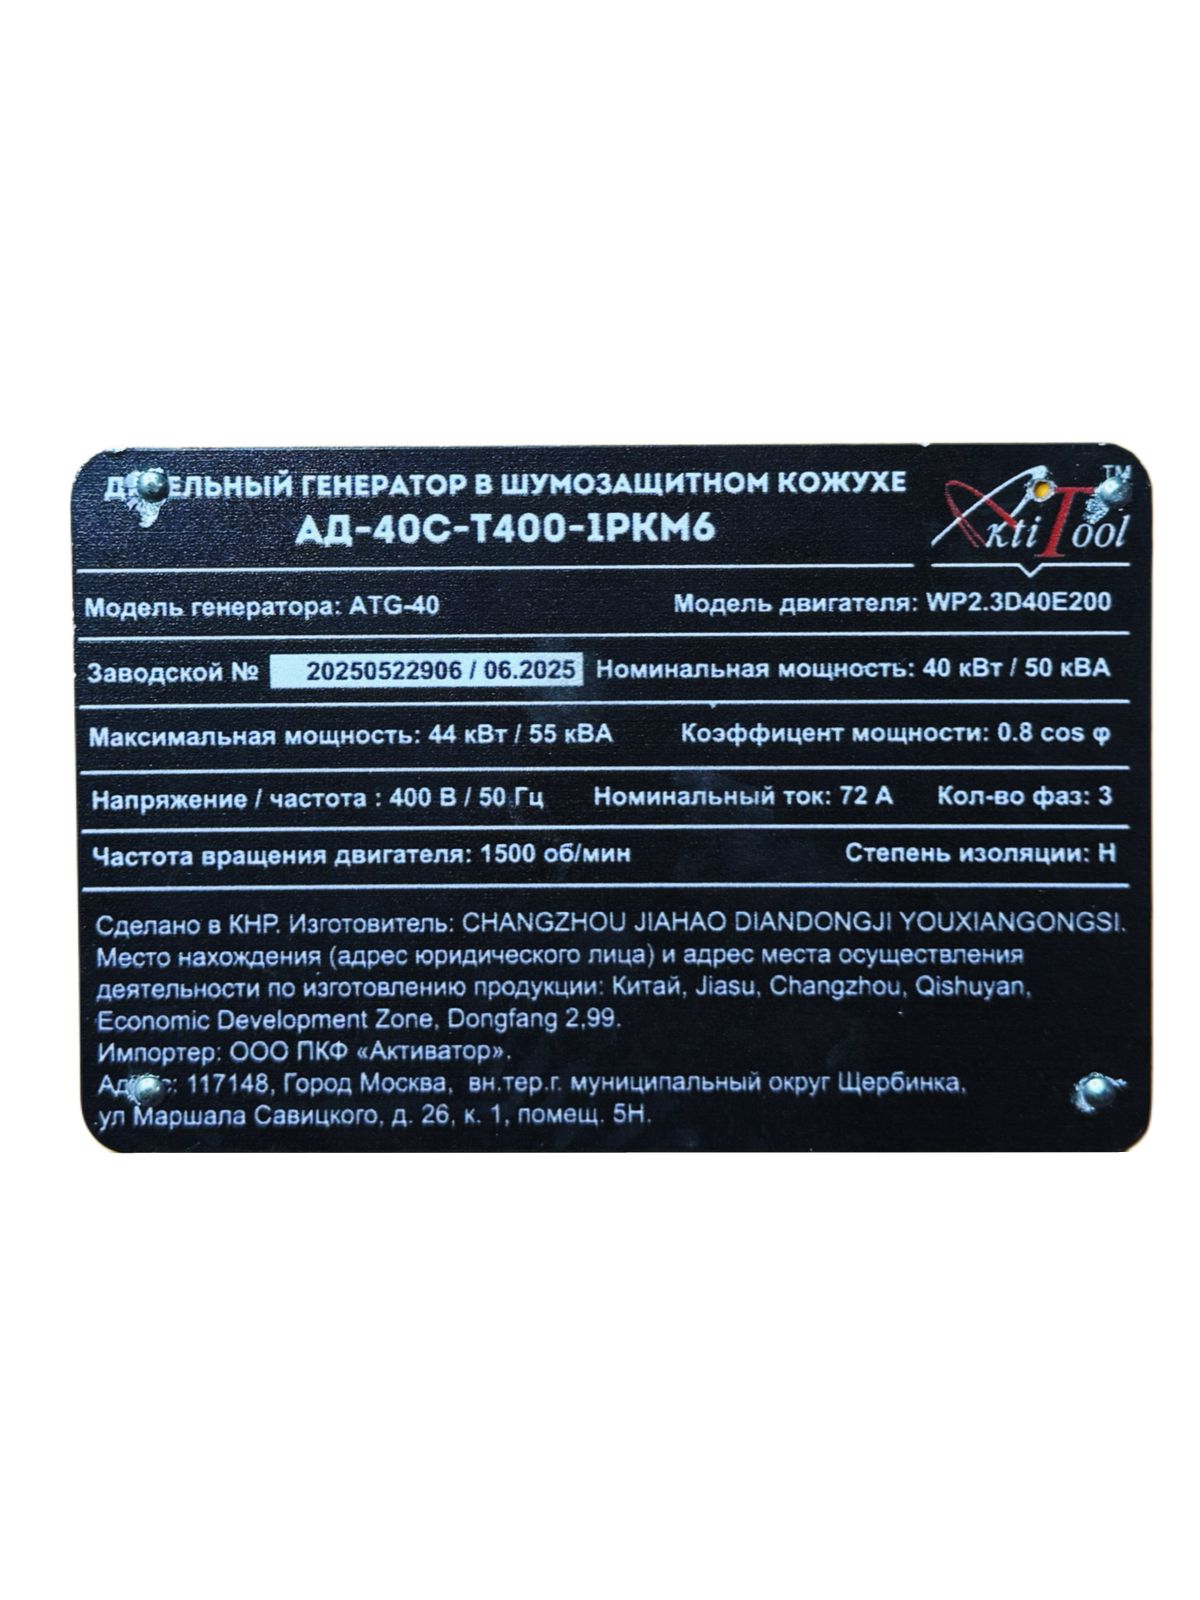 ДИЗЕЛЬНЫЙ ГЕНЕРАТОР В ШУМОЗАЩИТНОМ КОЖУХЕ
АД-40С-Т400-1РКМ6
AktiTool™
Модель генератора: ATG-40 Модель двигателя: WP2.3D40E200
Заводской № 20250522906 / 06.2025 Номинальная мощность: 40 кВт / 50 кВА
Максимальная мощность: 44 кВт / 55 кВА Коэффицент мощности: 0.8 cos φ
Напряжение / частота : 400 В / 50 Гц Номинальный ток: 72 А Кол-во фаз: 3
Частота вращения двигателя: 1500 об/мин Степень изоляции: H
Сделано в КНР. Изготовитель: CHANGZHOU JIAHAO DIANDONGJI YOUXIANGONGSI.
Место нахождения (адрес юридического лица) и адрес места осуществления
деятельности по изготовлению продукции: Китай, Jiasu, Changzhou, Qishuyan,
Economic Development Zone, Dongfang 2,99.
Импортер: ООО ПКФ «Активатор».
Адрес: 117148, Город Москва, вн.тер.г. муниципальный округ Щербинка,
ул Маршала Савицкого, д. 26, к. 1, помещ. 5Н.